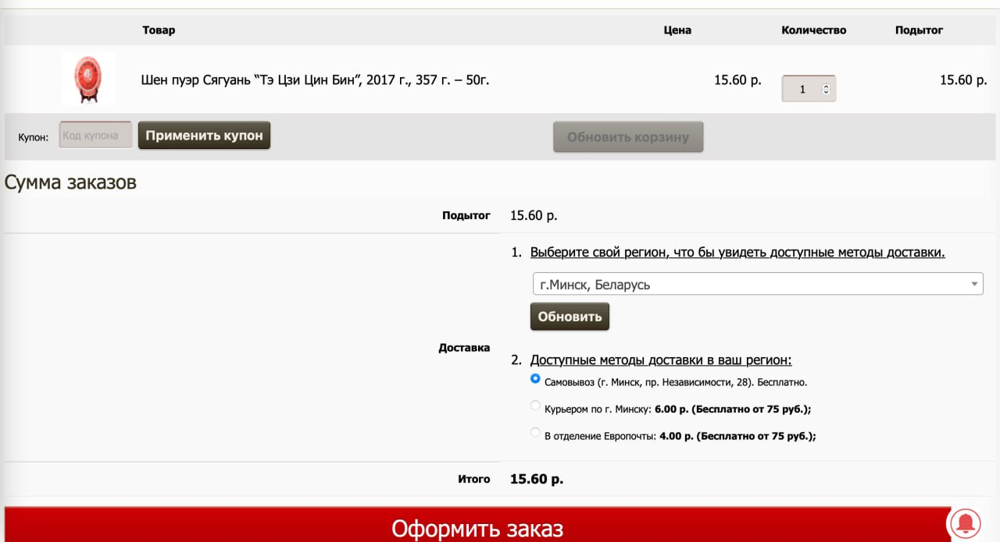 Товар Цена Количество Подытог
Шен пуэр Сягуань “Тэ Цзи Цин Бин”, 2017 г., 357 г. – 50г. 15.60 р. 1 15.60 р.
Купон: Код купона Применить купон Обновить корзину
Сумма заказов
Подытог 15.60 р.
1. Выберите свой регион, что бы увидеть доступные методы доставки.
г.Минск, Беларусь
Обновить
Доставка
2. Доступные методы доставки в ваш регион:
Самовывоз (г. Минск, пр. Независимости, 28). Бесплатно.
Курьером по г. Минску: 6.00 р. (Бесплатно от 75 руб.);
В отделение Европочты: 4.00 р. (Бесплатно от 75 руб.);
Итого 15.60 р.
Оформить заказ